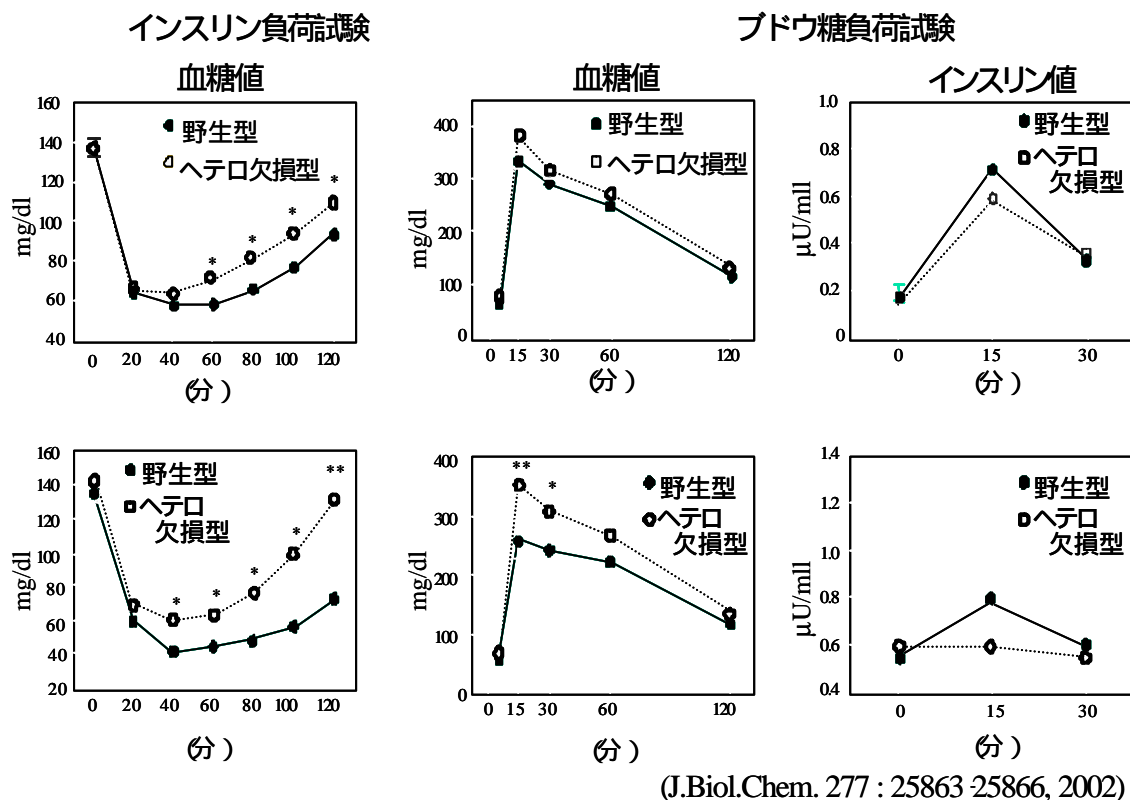 インスリン負荷試験
ブドウ糖負荷試験
血糖値
血糖値
インスリン値
160
140
120
100
80
60
40
mg/dl
野生型
ヘテロ欠損型
*
*
*
*
0 20 40 60 80 100 120
(分)
400
300
200
100
0
mg/dl
野生型
ヘテロ欠損型
0 15 30 60 120
(分)
1.0
0.8
0.6
0.4
0.2
0
μU/mll
野生型
ヘテロ
欠損型
0 15 30
(分)
160
140
120
100
80
60
40
20
mg/dl
野生型
ヘテロ
欠損型
*
*
*
*
**
0 20 40 60 80 100 120
(分)
400
300
200
100
0
mg/dl
**
*
野生型
ヘテロ
欠損型
0 15 30 60 120
(分)
1.4
1.2
1.0
0.8
0.6
0.4
μU/mll
野生型
ヘテロ
欠損型
0 15 30
(分)
(J.Biol.Chem. 277 : 25863-25866, 2002)